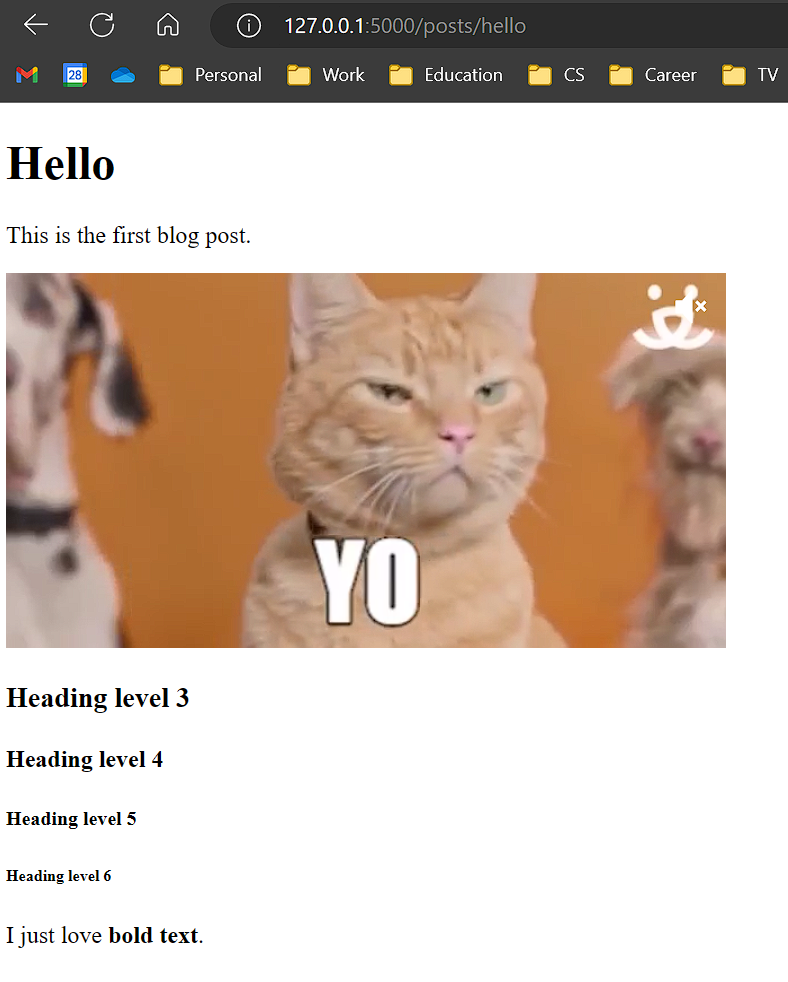 127.0.0.1:5000/posts/hello
28 Personal Work Education CS Career TV
Hello
This is the first blog post.
YO
Heading level 3
Heading level 4
Heading level 5
Heading level 6
I just love bold text.